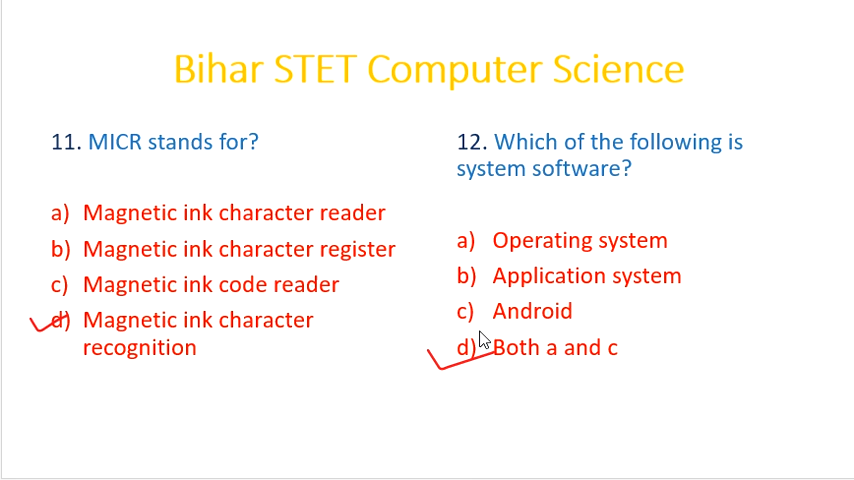 Bihar STET Computer Science
11. MICR stands for?
a) Magnetic ink character reader
b) Magnetic ink character register
c) Magnetic ink code reader
d) Magnetic ink character
recognition
12. Which of the following is
system software?
a) Operating system
b) Application system
c) Android
d) Both a and c